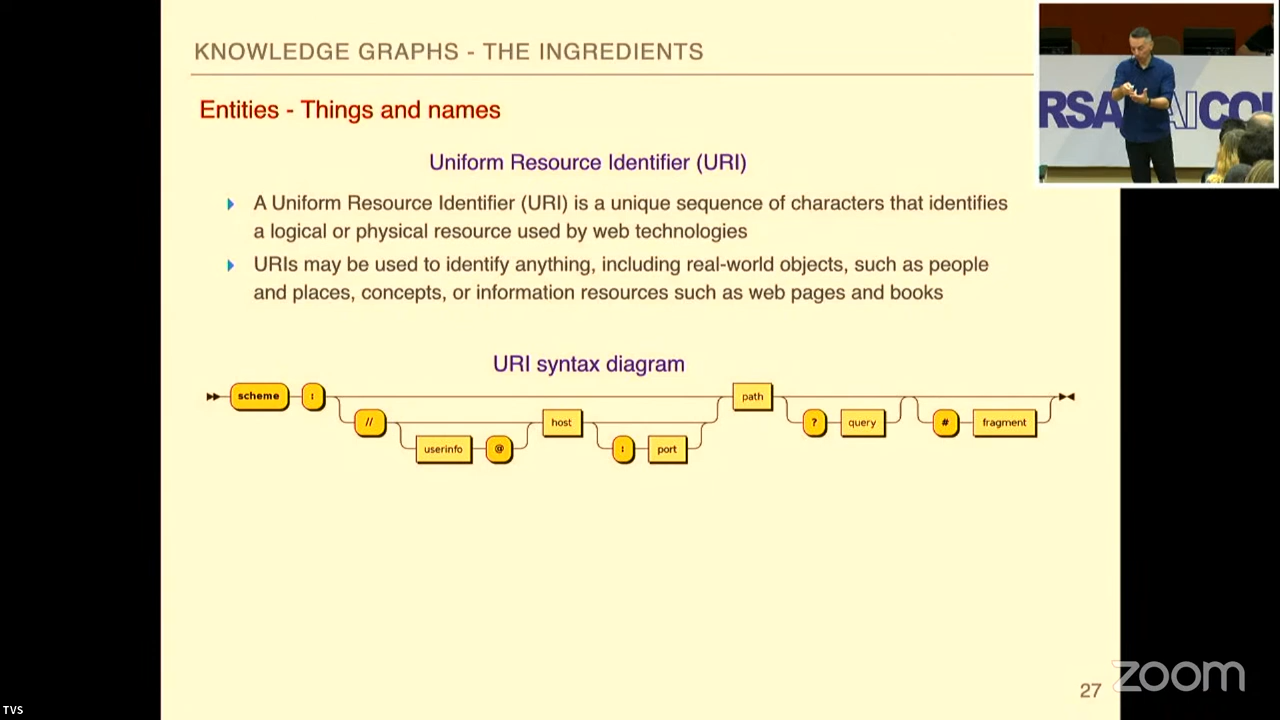 KNOWLEDGE GRAPHS - THE INGREDIENTS
Entities - Things and names
Uniform Resource Identifier (URI)
A Uniform Resource Identifier (URI) is a unique sequence of characters that identifies
a logical or physical resource used by web technologies
URIs may be used to identify anything, including real-world objects, such as people
and places, concepts, or information resources such as web pages and books
URI syntax diagram
scheme : path
// host ? query # fragment
userinfo @ : port
27
zoom
TVS
RSA AI COU